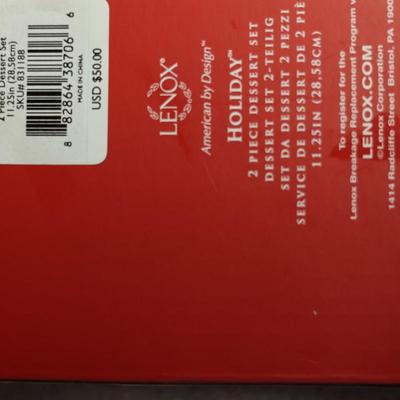 2 Piece Dessert Set
11.25in (28.58cm)
SKU# 831188
8 82864 38706 6
MADE IN CHINA
USD $50.00
LENOX®
American by Design™
HOLIDAY™
2 PIECE DESSERT SET
DESSERT SET 2-TEILIG
SET DA DESSERT 2 PEZZI
SERVICE DE DESSERT DE 2 PIÈ
11.25IN (28,58CM)
To register for the
Lenox Breakage Replacement Program v
LENOX.COM
©Lenox Corporation
1414 Radcliffe Street Bristol, PA 1900